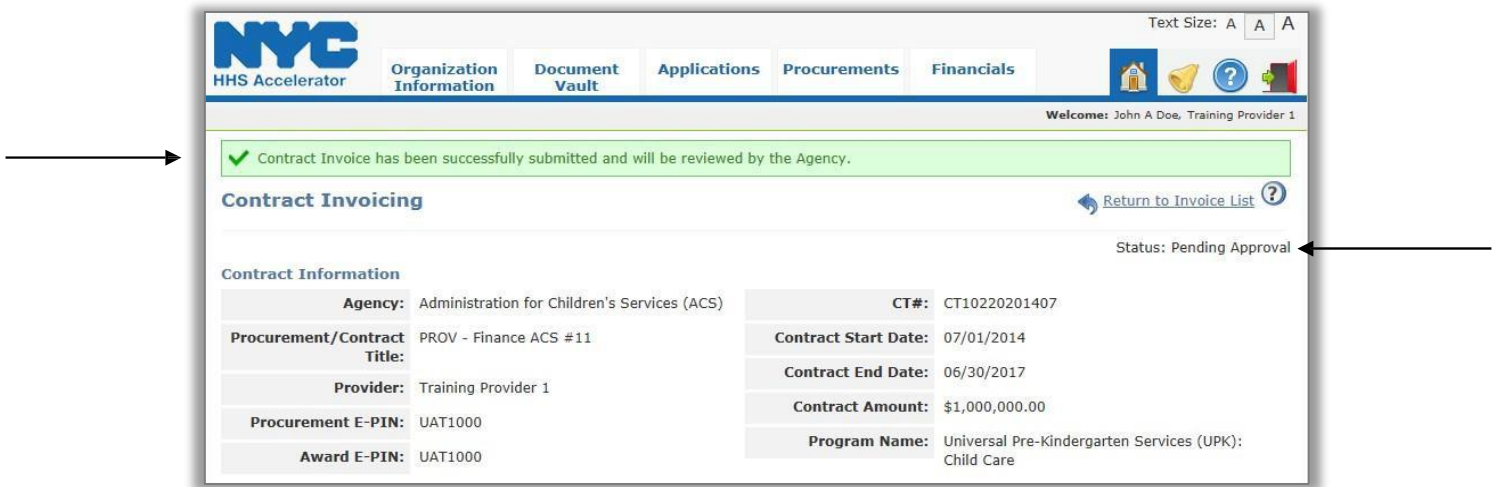 Text Size: A A A
NYC
HHS Accelerator
Organization Information
Document Vault
Applications
Procurements
Financials
?
Welcome: John A Doe, Training Provider 1
Contract Invoice has been successfully submitted and will be reviewed by the Agency.
Contract Invoicing
Return to Invoice List ?
Status: Pending Approval
Contract Information
Agency: Administration for Children's Services (ACS)
Procurement/Contract PROV - Finance ACS #11
Title:
Provider: Training Provider 1
Procurement E-PIN: UAT1000
Award E-PIN: UAT1000
CT#: CT10220201407
Contract Start Date: 07/01/2014
Contract End Date: 06/30/2017
Contract Amount: $1,000,000.00
Program Name: Universal Pre-Kindergarten Services (UPK):
Child Care